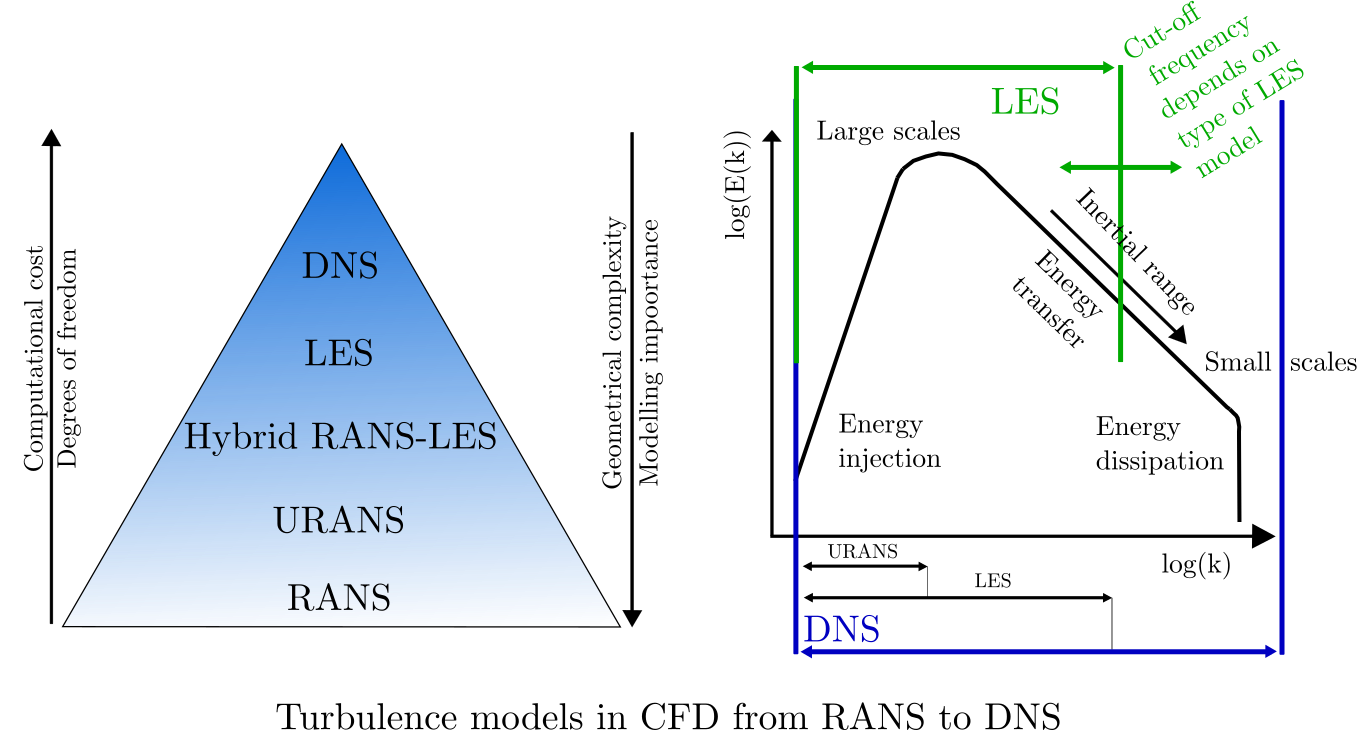 Computational cost
Degrees of freedom
DNS
LES
Hybrid RANS-LES
URANS
RANS
Geometrical complexity
Modelling impoortance
Cut-off
frequency
depends on
type of LES
model
LES
Large scales
log(E(k))
Inertial range
Energy
transfer
Small scales
Energy
injection
Energy
dissipation
log(k)
URANS
LES
DNS
Turbulence models in CFD from RANS to DNS